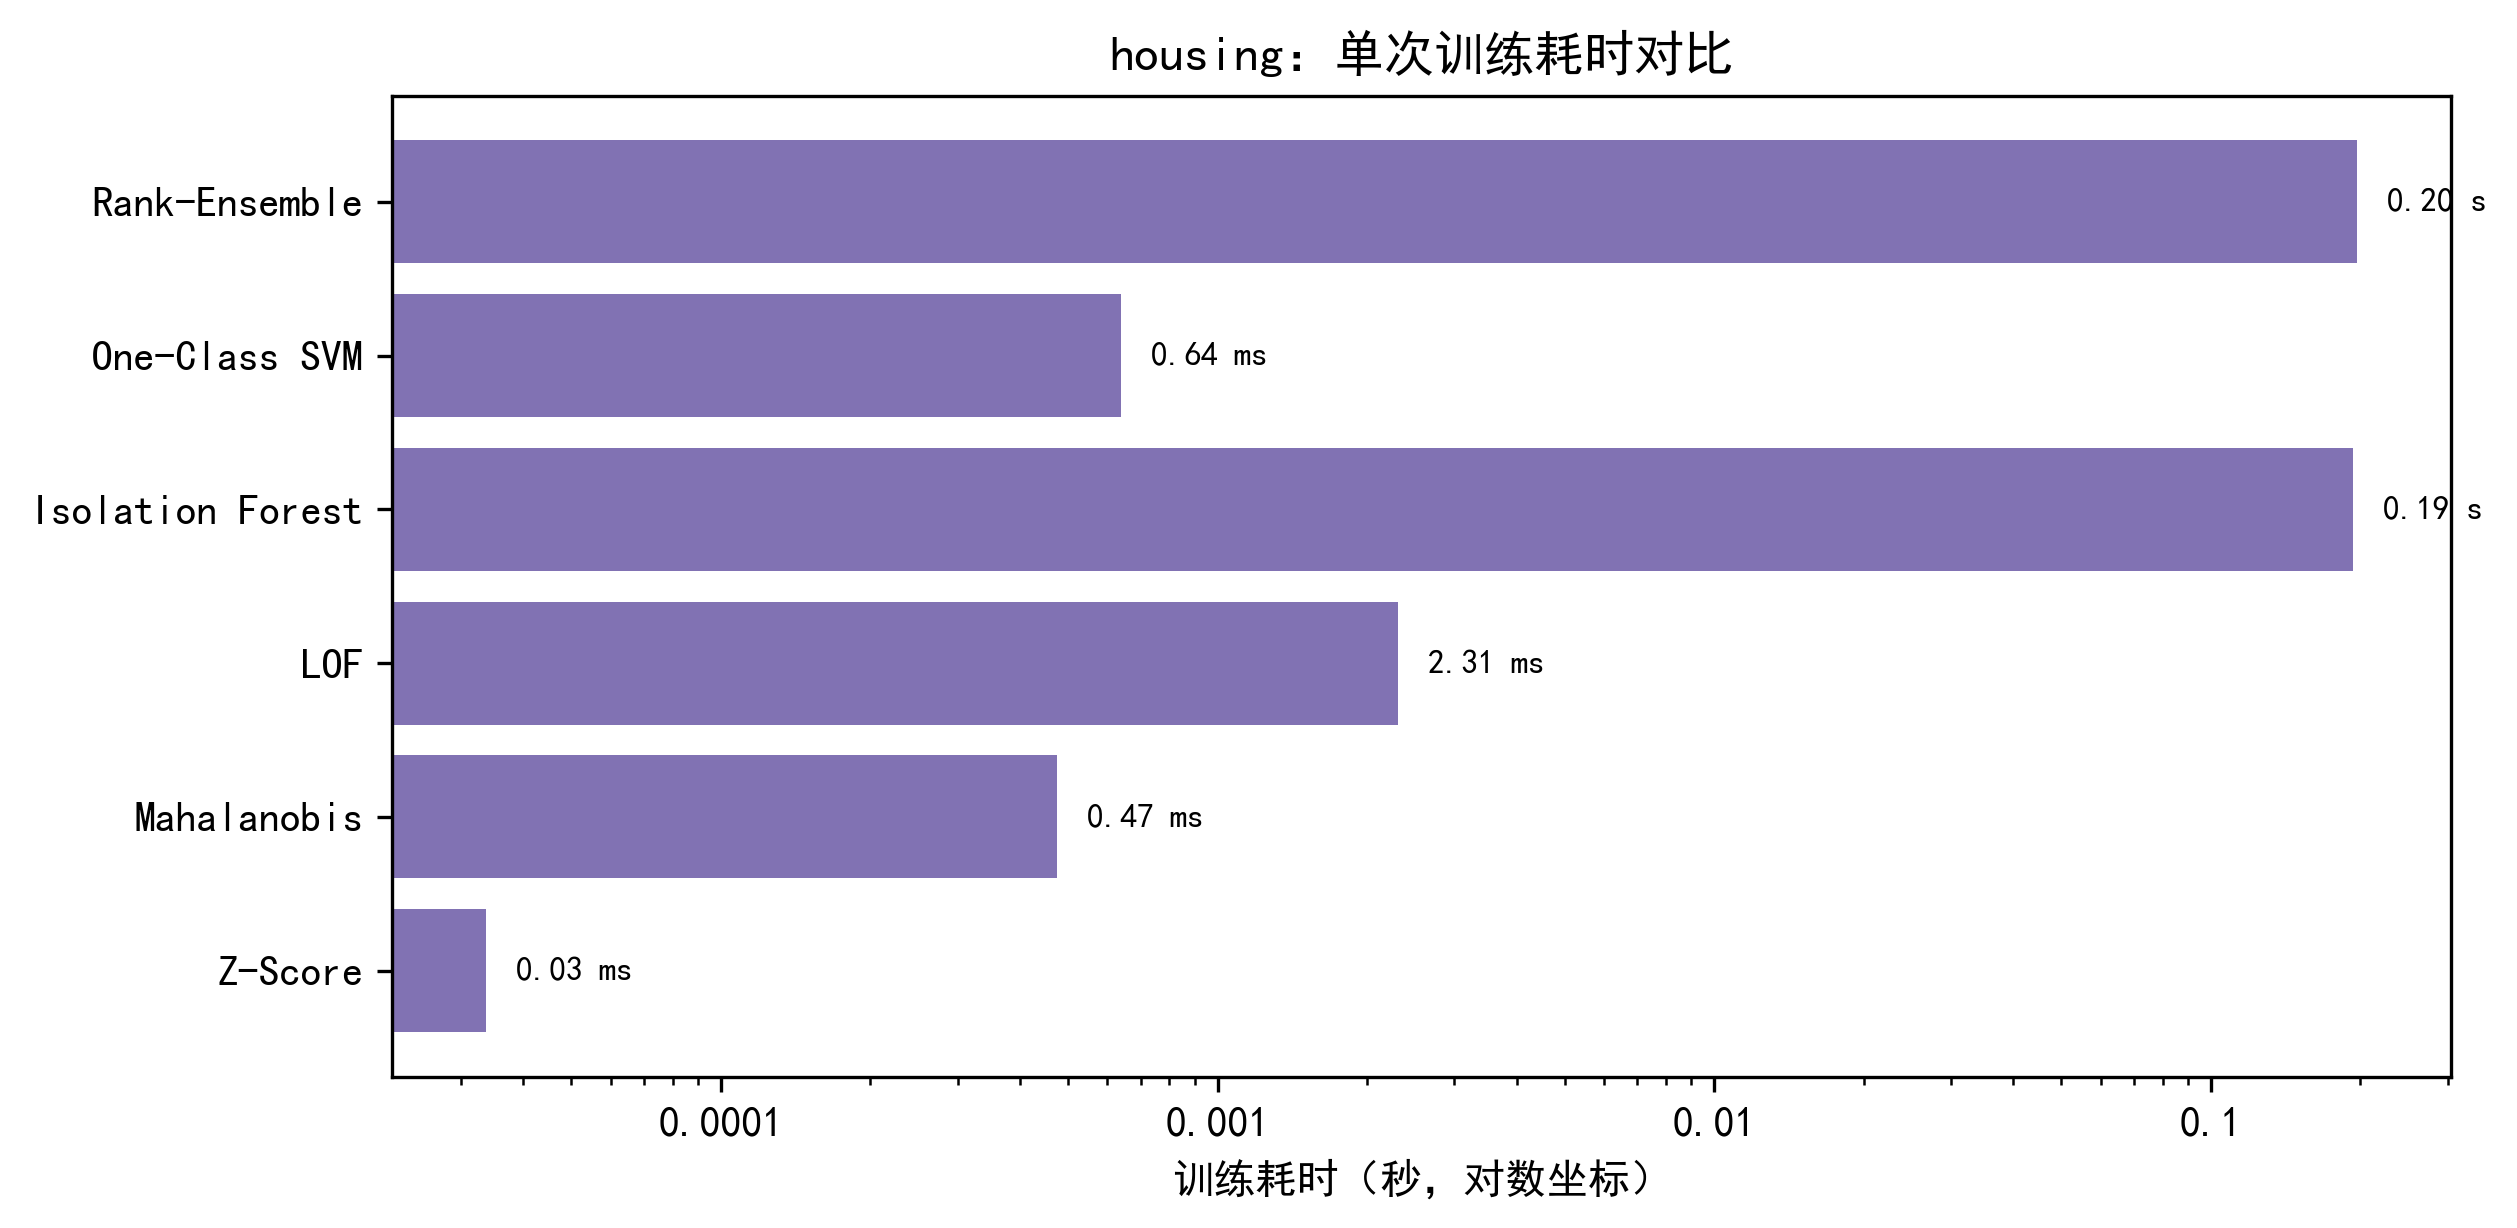 housing：单次训练耗时对比
Rank-Ensemble
0.20 s
One-Class SVM
0.64 ms
Isolation Forest
0.19 s
LOF
2.31 ms
Mahalanobis
0.47 ms
Z-Score
0.03 ms
0.0001 0.001 0.01 0.1
训练耗时（秒，对数坐标）